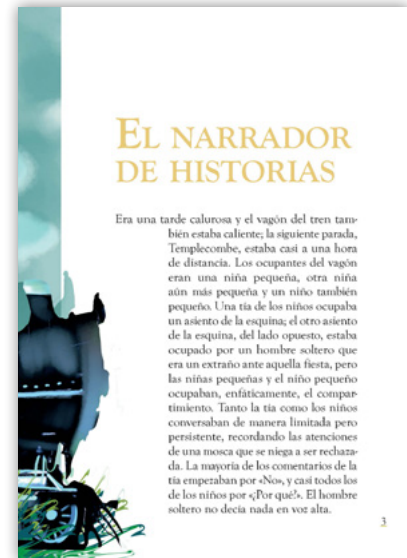 EL NARRADOR
DE HISTORIAS
Era una tarde calurosa y el vagón del tren tam-
bién estaba caliente; la siguiente parada,
Templecombe, estaba casi a una hora
de distancia. Los ocupantes del vagón
eran una niña pequeña, otra niña
aún más pequeña y un niño también
pequeño. Una tía de los niños ocupaba
un asiento de la esquina; el otro asiento
de la esquina, del lado opuesto, estaba
ocupado por un hombre soltero que
era un extraño ante aquella fiesta, pero
las niñas pequeñas y el niño pequeño
ocupaban, enfáticamente, el compar-
timiento. Tanto la tía como los niños
conversaban de manera limitada pero
persistente, recordando las atenciones
de una mosca que se niega a ser rechaza-
da. La mayoría de los comentarios de la
tía empezaban por «No», y casi todos los
de los niños por «¿Por qué?». El hombre
soltero no decía nada en voz alta.
3